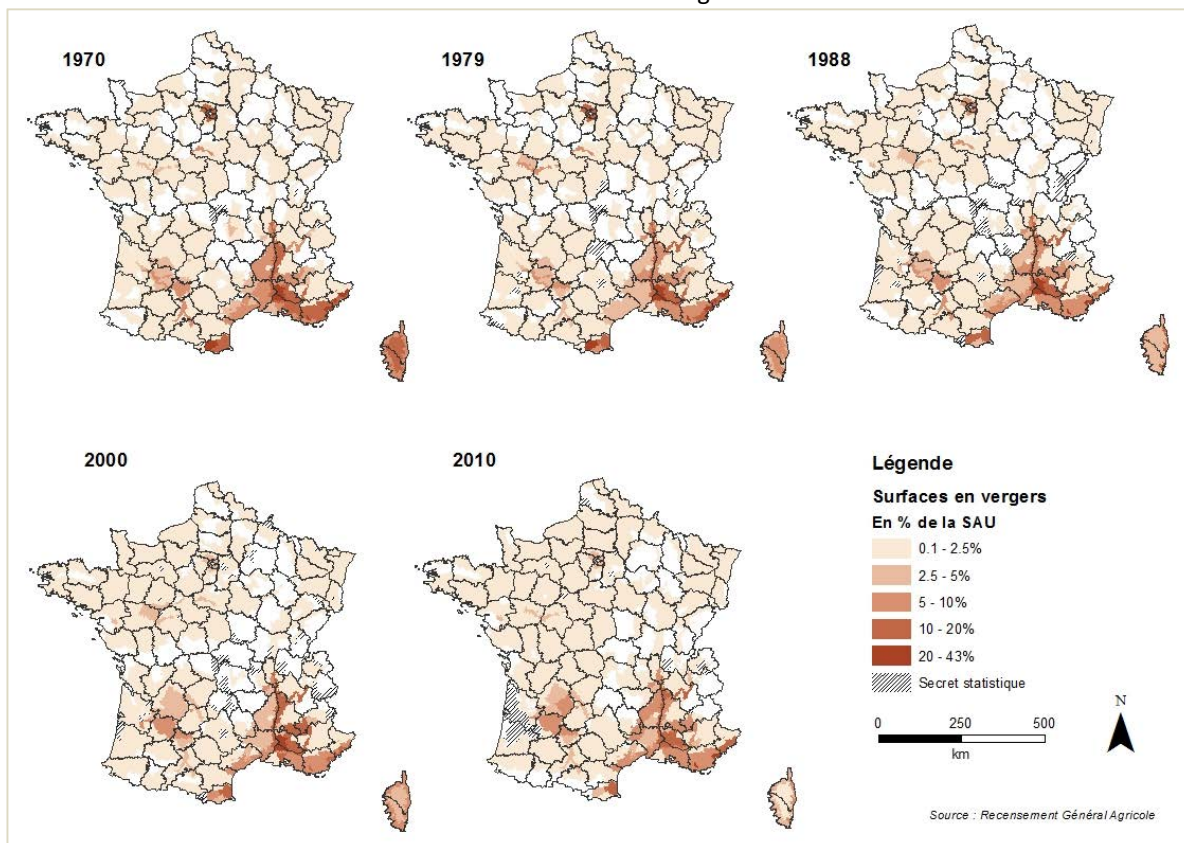 1970
1979
1988
2000
2010
Légende
Surfaces en vergers
En % de la SAU
0.1 - 2.5%
2.5 - 5%
5 - 10%
10 - 20%
20 - 43%
Secret statistique
0 250 500
km
N
Source : Recensement Général Agricole